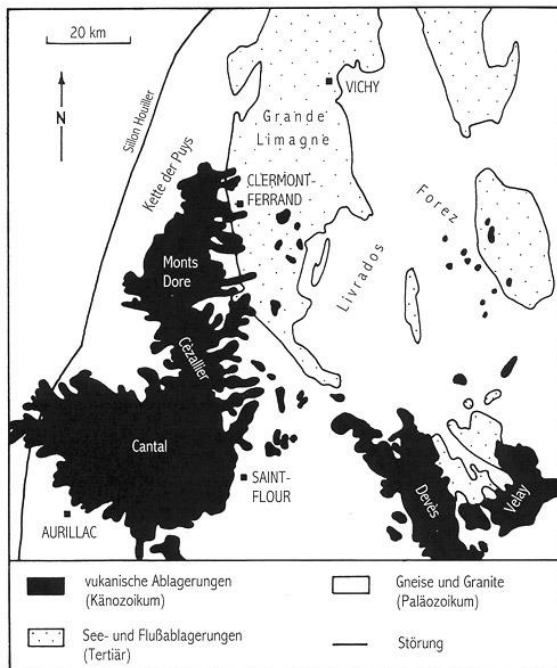 20 km
N
Sillon Houiller
Kette der Puys
VICHY
Grande
Limagne
CLERMONT-
FERRAND
Forez
Livrados
Monts
Dore
Cézallier
Cantal
SAINT-
FLOUR
AURILLAC
Devès
Velay
vukanische Ablagerungen
(Känozoikum)
Gneise und Granite
(Paläozoikum)
See- und Flußablagerungen
(Tertiär)
Störung